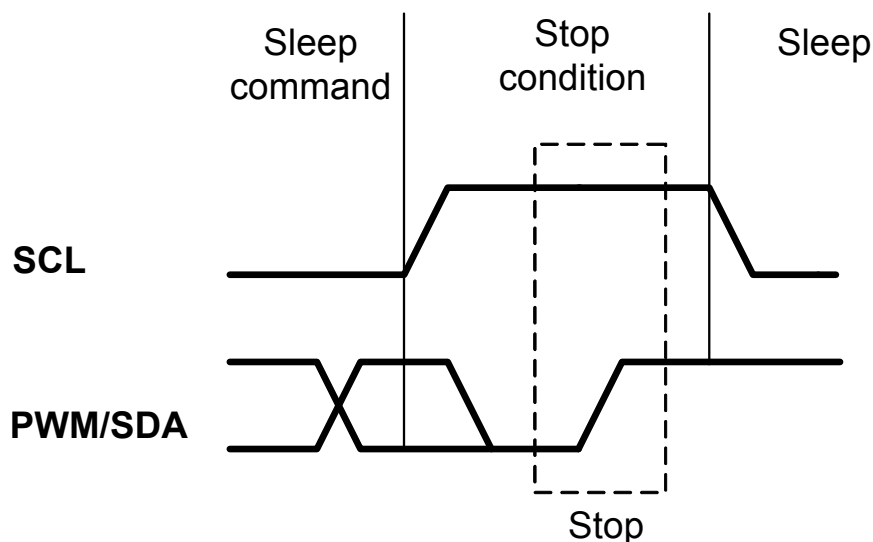 Sleep
command
Stop
condition
Sleep
SCL
PWM/SDA
Stop